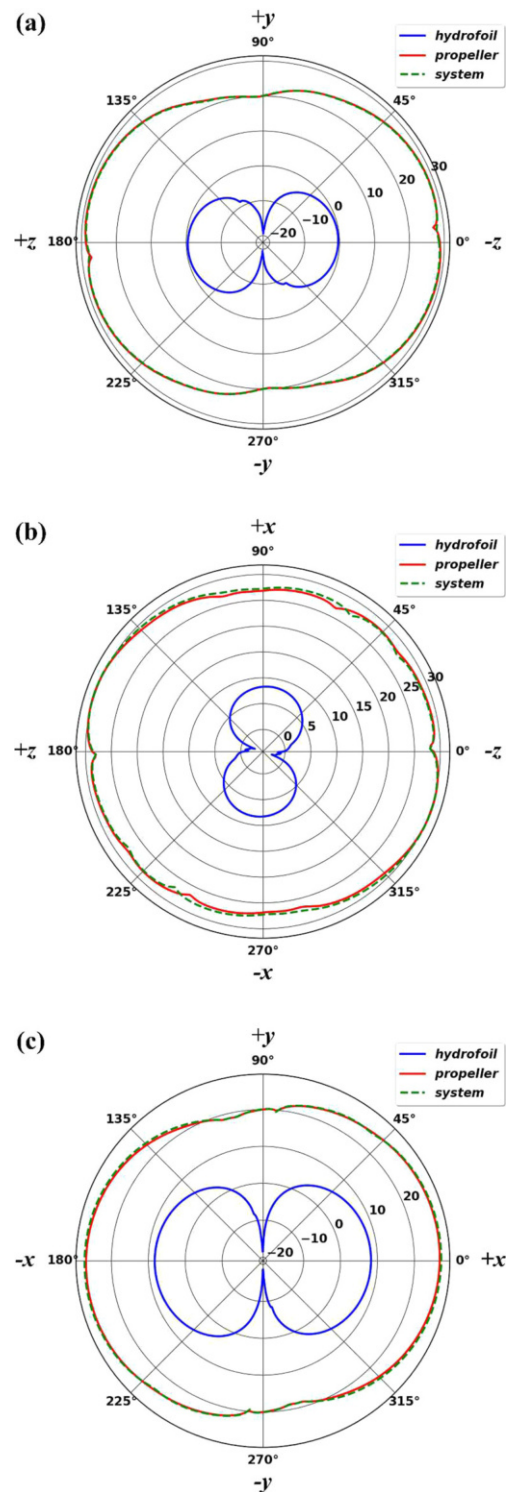 (a)
+y
90°
hydrofoil
propeller
system
135°
45°
30
20
10
0
−10
−20
+z 180°
0° -z
225°
315°
270°
-y
(b)
+x
90°
hydrofoil
propeller
system
135°
45°
30
25
20
15
10
5
0
+z 180°
0° -z
225°
315°
270°
-x
(c)
+y
90°
hydrofoil
propeller
system
135°
45°
20
10
0
−10
−20
-x 180°
0° +x
225°
315°
270°
-y